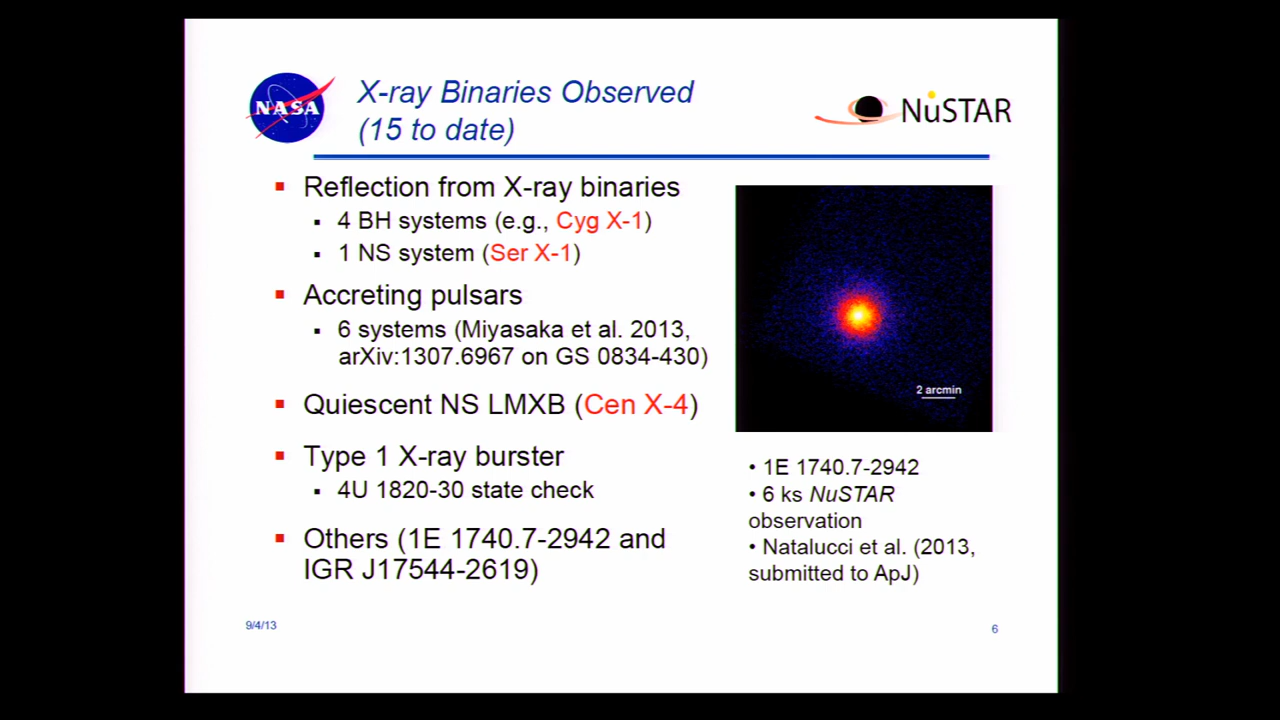 NASA
X-ray Binaries Observed
(15 to date)
NuSTAR
Reflection from X-ray binaries
4 BH systems (e.g., Cyg X-1)
1 NS system (Ser X-1)
Accreting pulsars
6 systems (Miyasaka et al. 2013,
arXiv:1307.6967 on GS 0834-430)
Quiescent NS LMXB (Cen X-4)
Type 1 X-ray burster
4U 1820-30 state check
Others (1E 1740.7-2942 and
IGR J17544-2619)
2 arcmin
• 1E 1740.7-2942
• 6 ks NuSTAR
observation
• Natalucci et al. (2013,
submitted to ApJ)
9/4/13
6